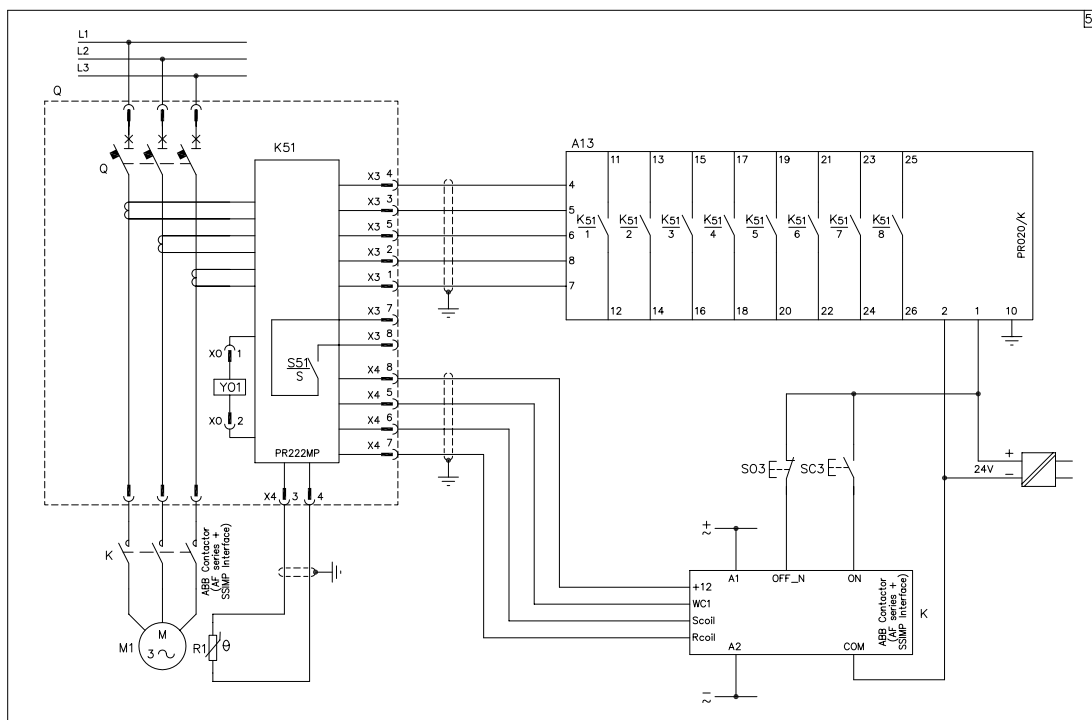 5
L1
L2
L3
Q
Q
K51
X3 4
X3 3
X3 5
X3 2
X3 1
X3 7
X3 8
X4 8
X4 5
X4 6
X4 7
X0 1
Y01
X0 2
S51
S
PR222MP
X4 3 4
A13
11 13 15 17 19 21 23 25
4
5
6
8
7
K51
1
K51
2
K51
3
K51
4
K51
5
K51
6
K51
7
K51
8
PR020/K
12 14 16 18 20 22 24 26 2 1 10
SO3
SC3
24V
+
−
K
ABB Contactor
(AF series +
SSIMP Interface)
M1
M
3 ~
R1
θ
+
~
−
~
A1
OFF_N
ON
+12
WC1
Scoil
Rcoil
A2
COM
ABB Contactor
(AF series +
SSIMP Interface)
K